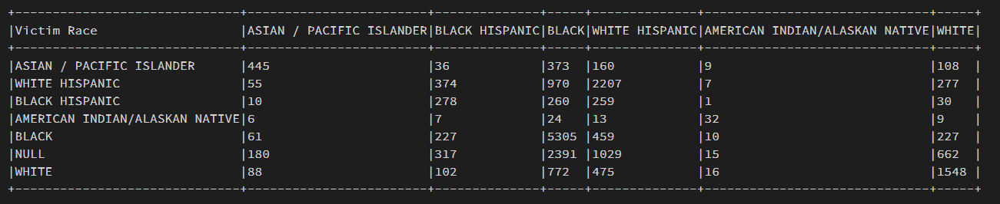 +------------------------------+------------------------+--------------+-----+--------------+------------------------------+-----+
|Victim Race                   |ASIAN / PACIFIC ISLANDER|BLACK HISPANIC|BLACK|WHITE HISPANIC|AMERICAN INDIAN/ALASKAN NATIVE|WHITE|
+------------------------------+------------------------+--------------+-----+--------------+------------------------------+-----+
|ASIAN / PACIFIC ISLANDER      |445                     |36            |373  |160           |9                             |108  |
|WHITE HISPANIC                |55                      |374           |970  |2207          |7                             |277  |
|BLACK HISPANIC                |10                      |278           |260  |259           |1                             |30   |
|AMERICAN INDIAN/ALASKAN NATIVE|6                       |7             |24   |13            |32                            |9    |
|BLACK                         |61                      |227           |5305 |459           |10                            |227  |
|NULL                          |180                     |317           |2391 |1029          |15                            |662  |
|WHITE                         |88                      |102           |772  |475           |16                            |1548 |
+------------------------------+------------------------+--------------+-----+--------------+------------------------------+-----+